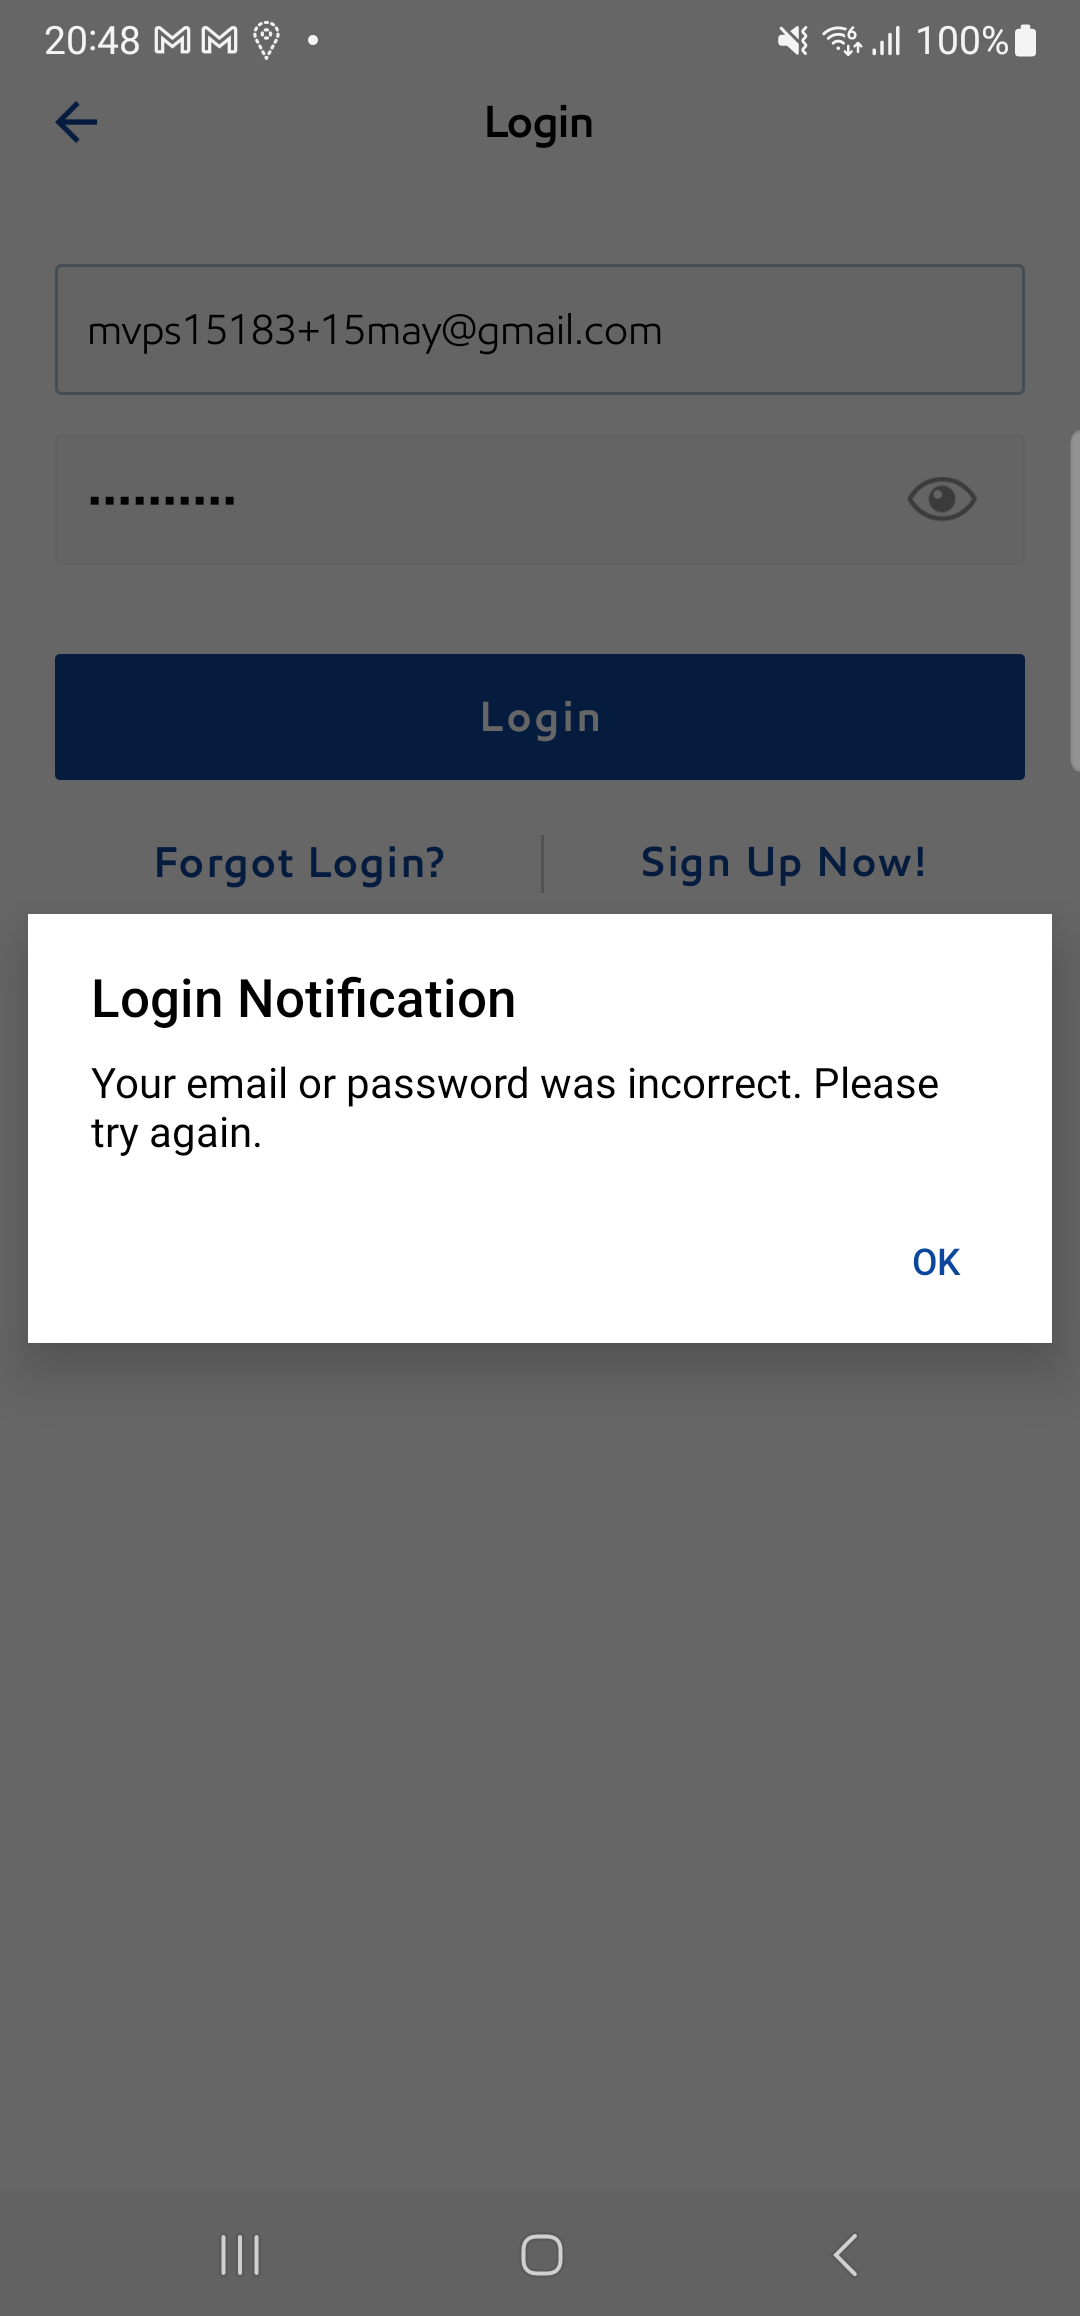 20:48 100%
Login
mvps15183+15may@gmail.com
Login
Forgot Login? Sign Up Now!
Login Notification
Your email or password was incorrect. Please
try again.
OK